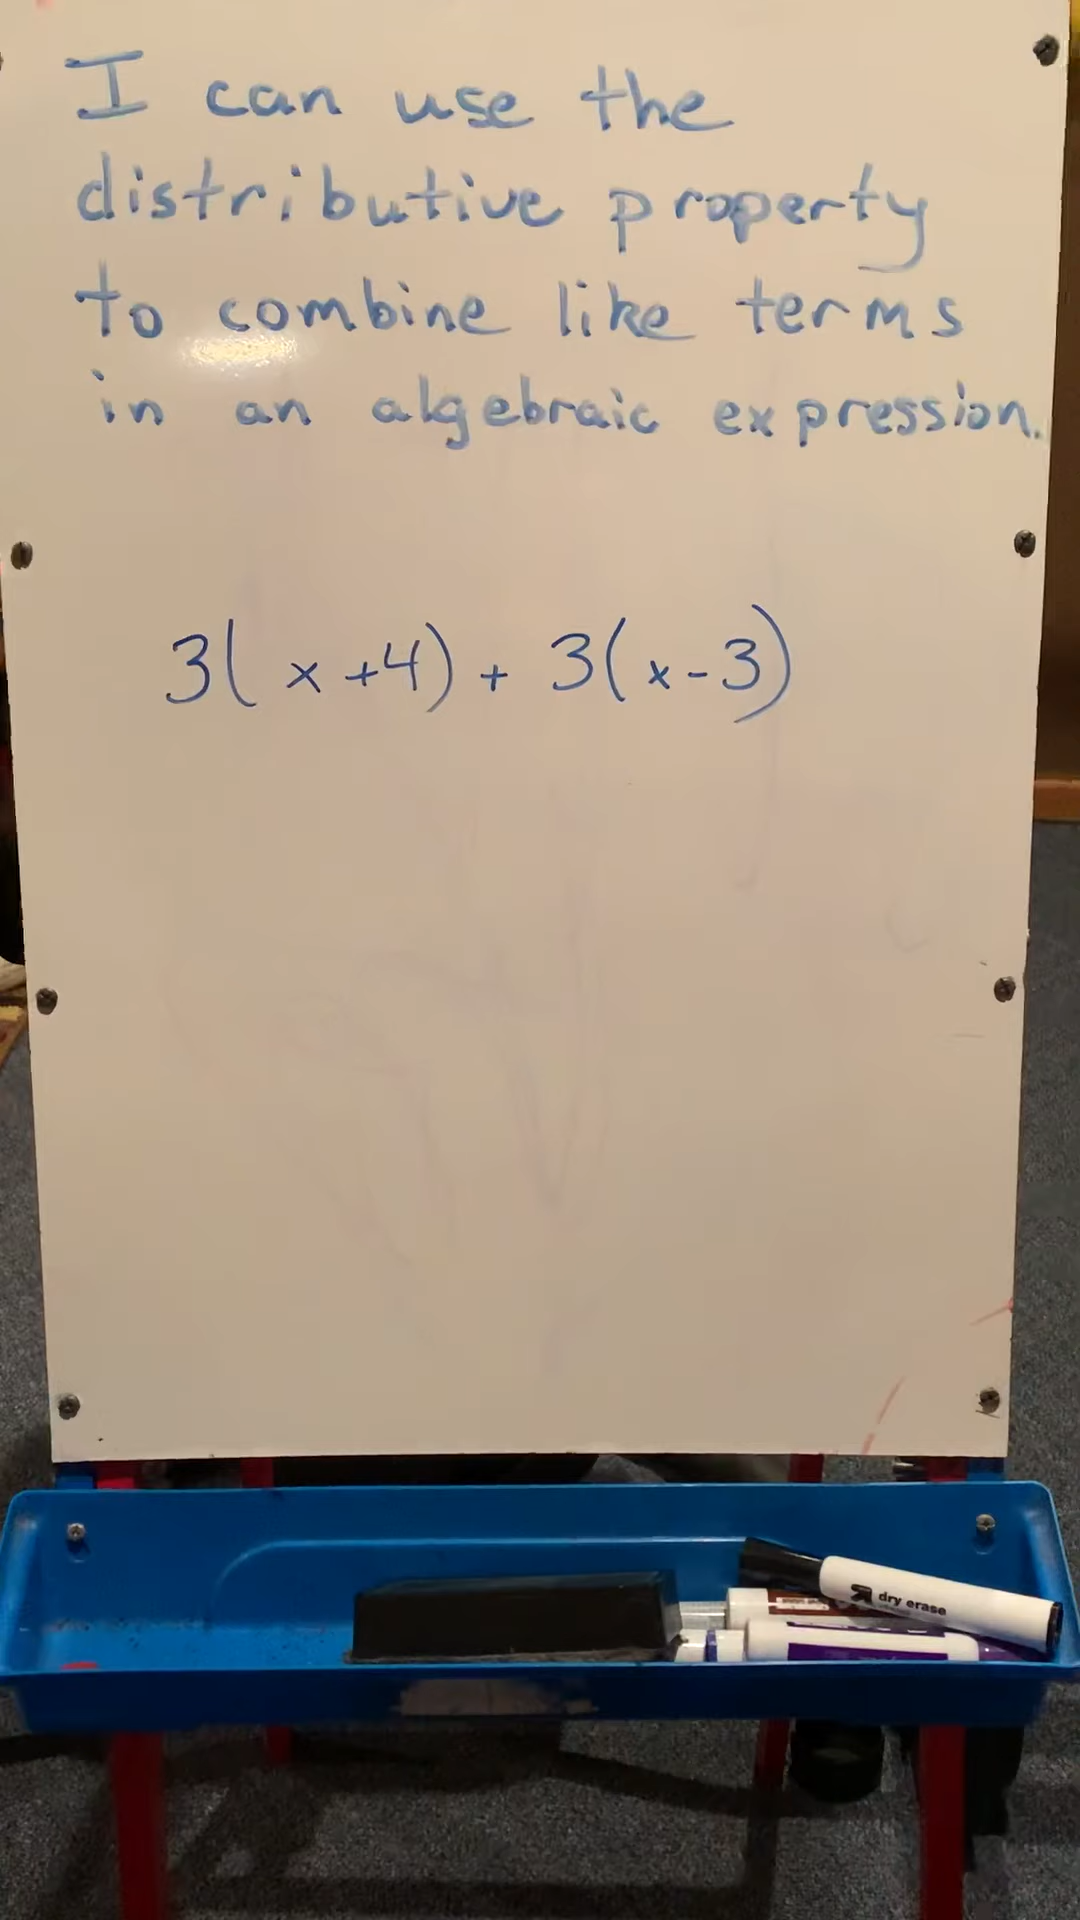 I can use the
distributive property
to combine like terms
in an algebraic expression.
3( x +4) + 3( x - 3)
dry erase